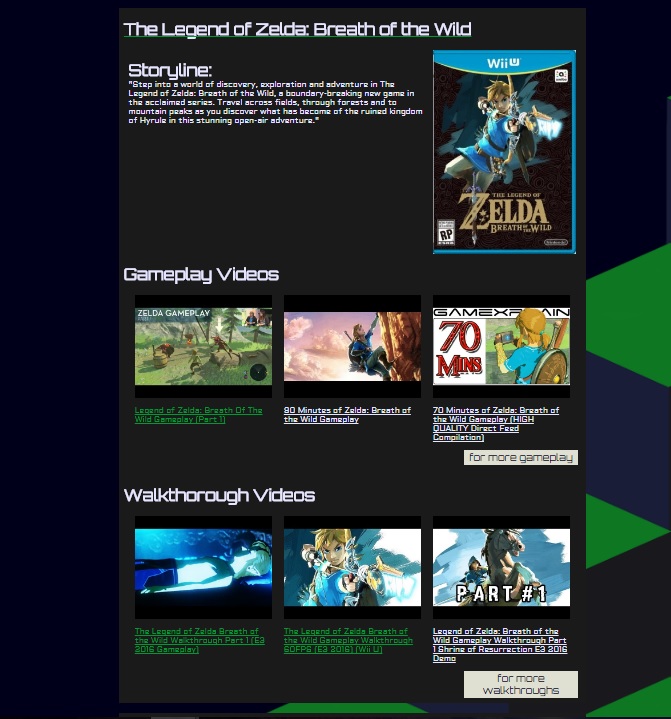 The Legend of Zelda: Breath of the Wild
Storyline:
"Step into a world of discovery, exploration and adventure in The
Legend of Zelda: Breath of the Wild, a boundary-breaking new game in
the acclaimed series. Travel across fields, through forests and to
mountain peaks as you discover what has become of the ruined kingdom
of Hyrule in this stunning open-air adventure."
Wii U
amiibo
THE LEGEND OF
ZELDA
BREATH OF THE WILD
RP
Nintendo
Gameplay Videos
ZELDA GAMEPLAY
GAMEXPLAIN
70
MINS
Legend of Zelda: Breath Of The
Wild Gameplay (Part 1)
90 Minutes of Zelda: Breath of
the Wild Gameplay
70 Minutes of Zelda: Breath of
the Wild Gameplay (HIGH
QUALITY Direct Feed
Compilation)
for more gameplay
Walkthorough Videos
PART #1
The Legend of Zelda Breath of
the Wild Walkthrough Part 1 (E3
2016 Gameplay)
The Legend of Zelda Breath of
the Wild Gameplay Walkthrough
60FPS (E3 2016) (Wii U)
Legend of Zelda: Breath of the
Wild Gameplay Walkthrough Part
1 Shrine of Resurrection E3 2016
Demo
for more
walkthroughs